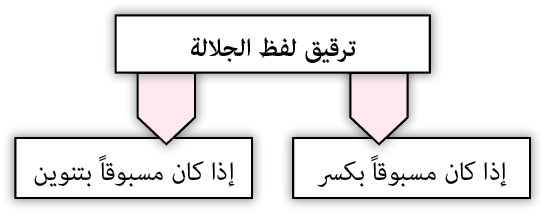 ترقيق لفظ الجلالة
إذا كان مسبوقاً بكسر
إذا كان مسبوقاً بتنوين